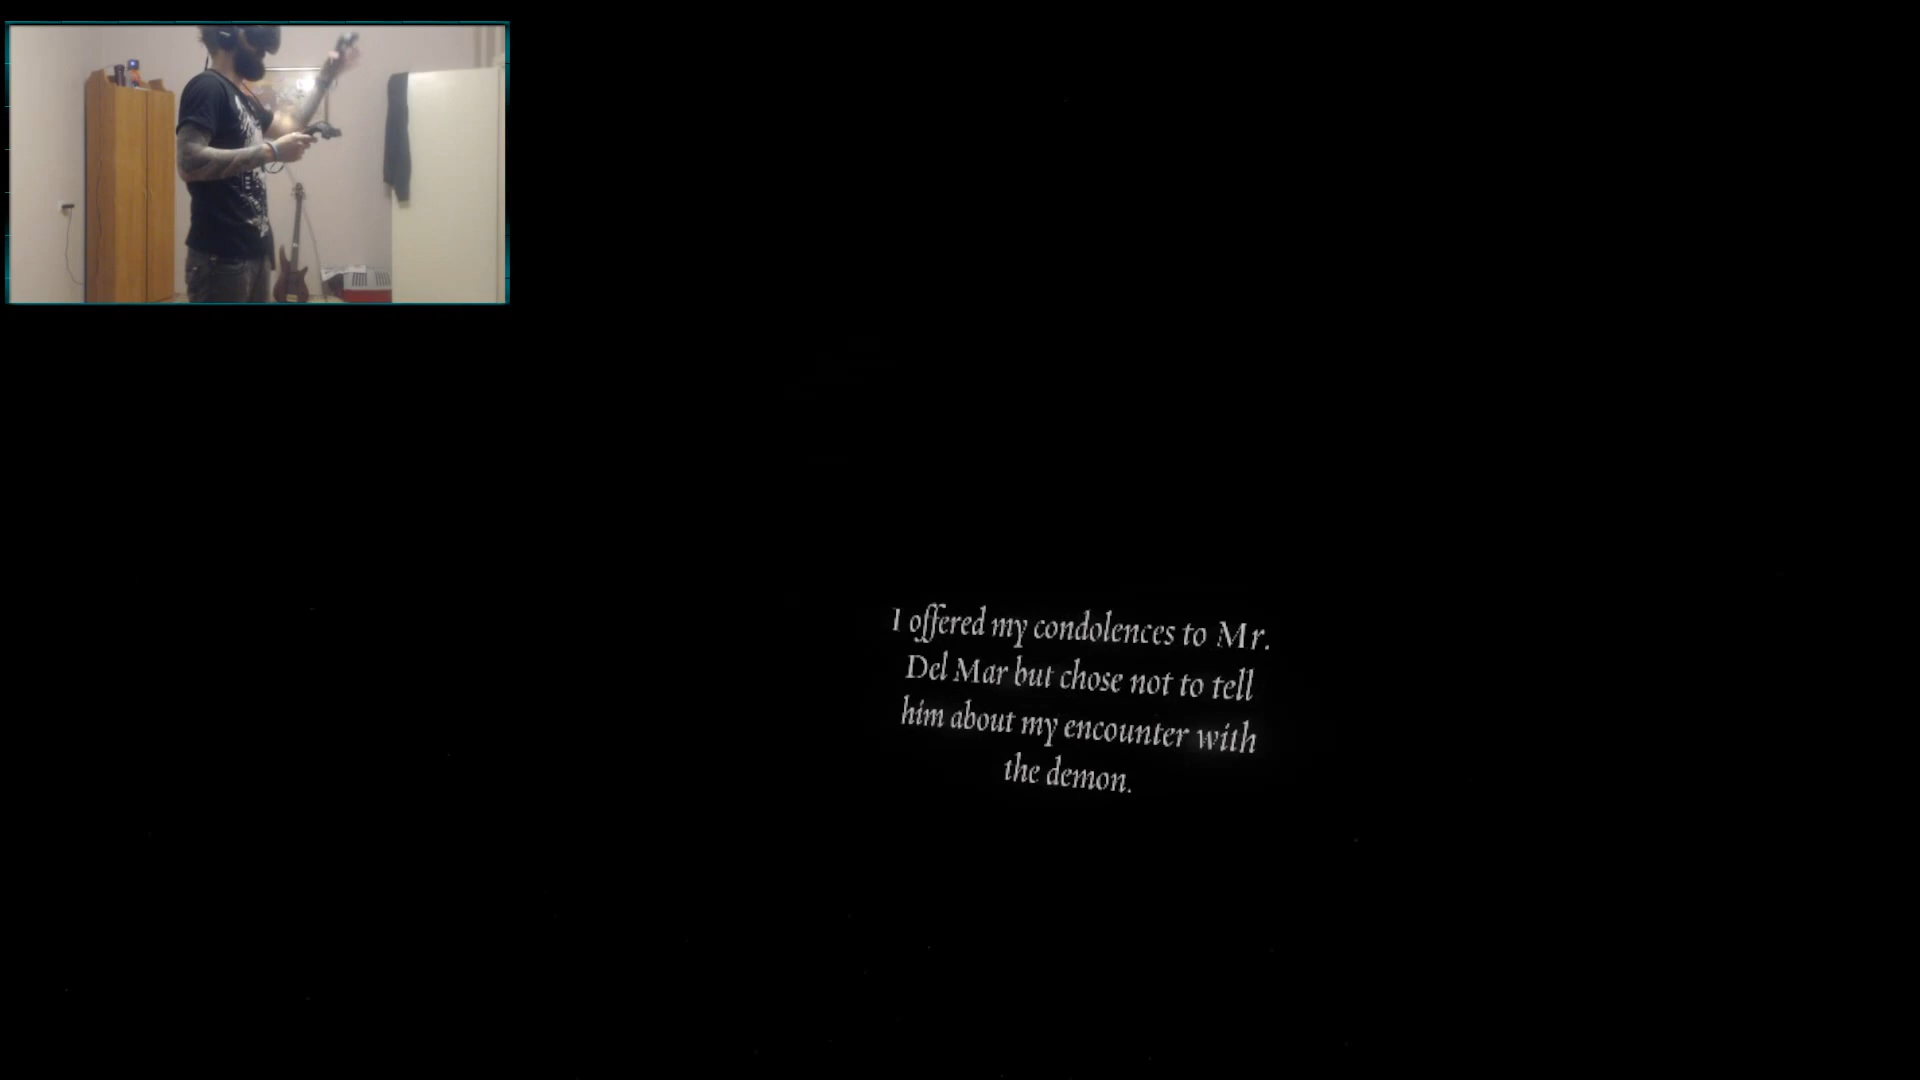 I offered my condolences to Mr.
Del Mar but chose not to tell
him about my encounter with
the demon.